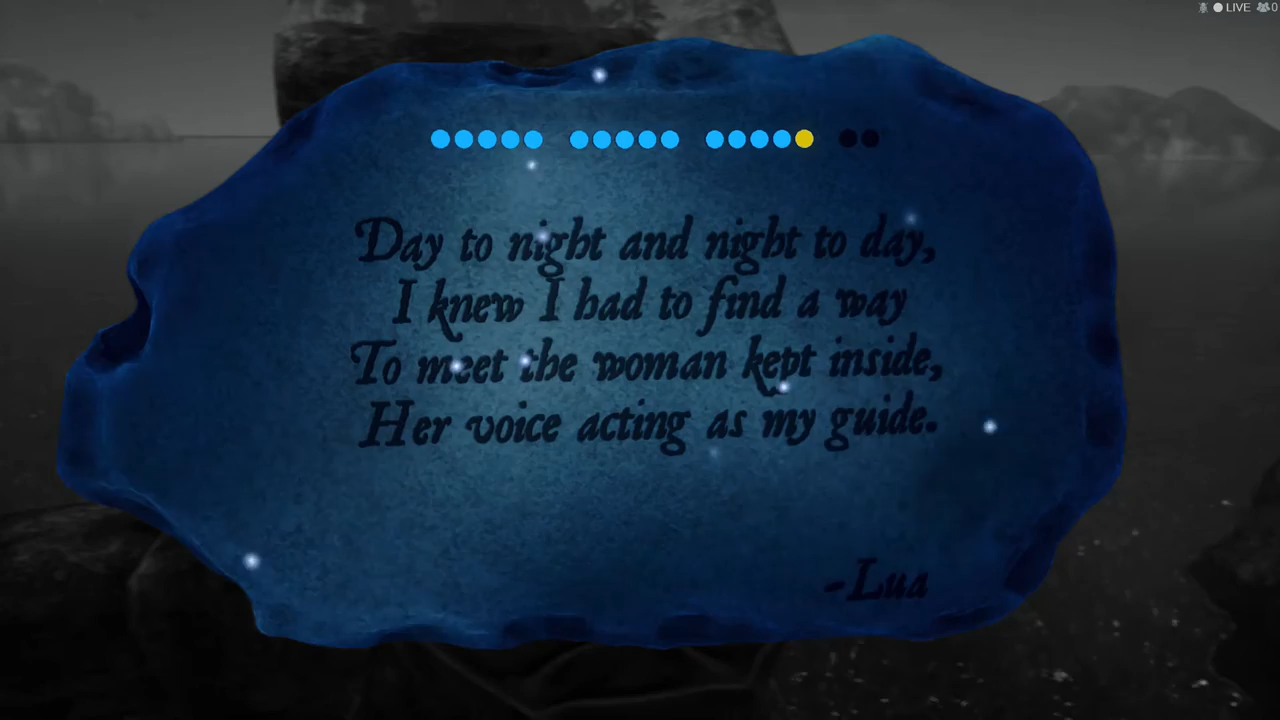 LIVE 0
Day to night and night to day,
I knew I had to find a way
To meet the woman kept inside,
Her voice acting as my guide.
-Lua